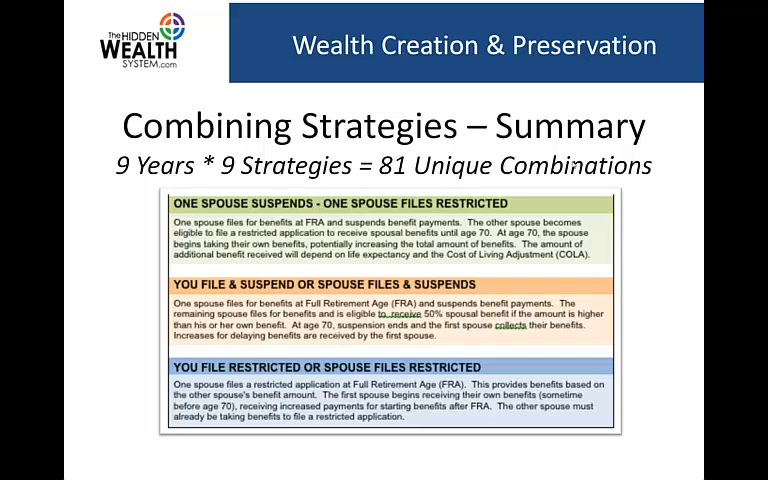 The HIDDEN
WEALTH
SYSTEM.com
Wealth Creation & Preservation
Combining Strategies – Summary
9 Years * 9 Strategies = 81 Unique Combinations
ONE SPOUSE SUSPENDS - ONE SPOUSE FILES RESTRICTED
One spouse files for benefits at FRA and suspends benefit payments. The other spouse becomes
eligible to file a restricted application to receive spousal benefits until age 70. At age 70, the spouse
begins taking their own benefits, potentially increasing the total amount of benefits. The amount of
additional benefit received will depend on life expectancy and the Cost of Living Adjustment (COLA).
YOU FILE & SUSPEND OR SPOUSE FILES & SUSPENDS
One spouse files for benefits at Full Retirement Age (FRA) and suspends benefit payments. The
remaining spouse files for benefits and is eligible to receive 50% spousal benefit if the amount is higher
than his or her own benefit. At age 70, suspension ends and the first spouse collects their benefits.
Increases for delaying benefits are received by the first spouse.
YOU FILE RESTRICTED OR SPOUSE FILES RESTRICTED
One spouse files a restricted application at Full Retirement Age (FRA). This provides benefits based on
the other spouse's benefit amount. The first spouse begins receiving their own benefits (sometime
before age 70), receiving increased payments for starting benefits after FRA. The other spouse must
already be taking benefits to file a restricted application.